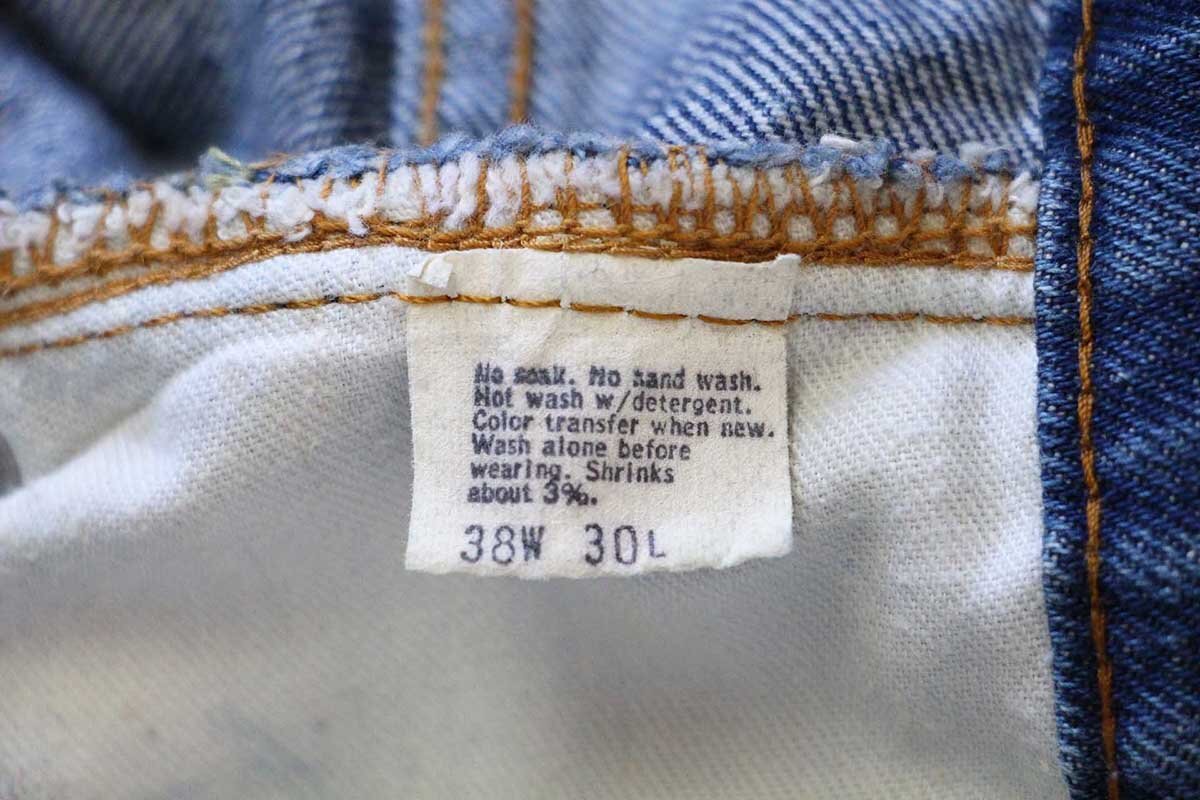 No soak. No sand wash.
Not wash w/detergent.
Color transfer when new.
Wash alone before
wearing. Shrinks
about 3%.
38W 30L